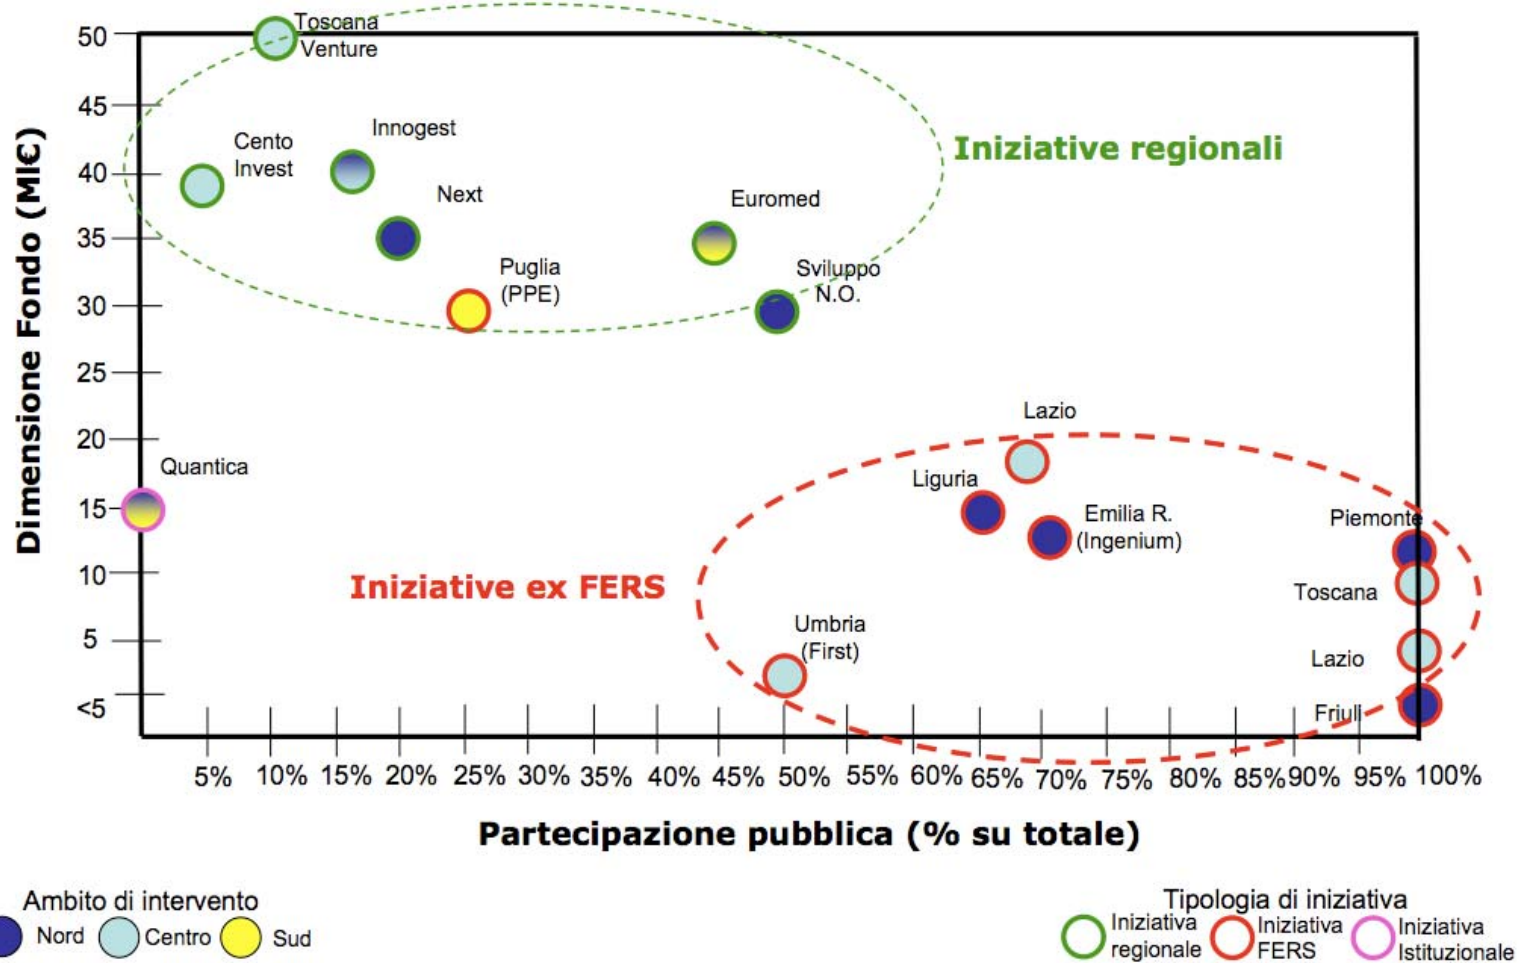 Toscana
Venture
50
45
Cento
Invest
Innogest
Iniziative regionali
40
Next
Euromed
35
Puglia
(PPE)
Sviluppo
N.O.
30
25
Dimensione Fondo (Ml€)
20
Lazio
Quantica
Liguria
15
Emilia R.
(Ingenium)
Piemonte
10
Iniziative ex FERS
Toscana
5
Umbria
(First)
Lazio
<5
Friuli
5% 10% 15% 20% 25% 30% 35% 40% 45% 50% 55% 60% 65% 70% 75% 80% 85% 90% 95% 100%
Partecipazione pubblica (% su totale)
Ambito di intervento
Nord Centro Sud
Tipologia di iniziativa
Iniziativa
regionale
Iniziativa
FERS
Iniziativa
Istituzionale